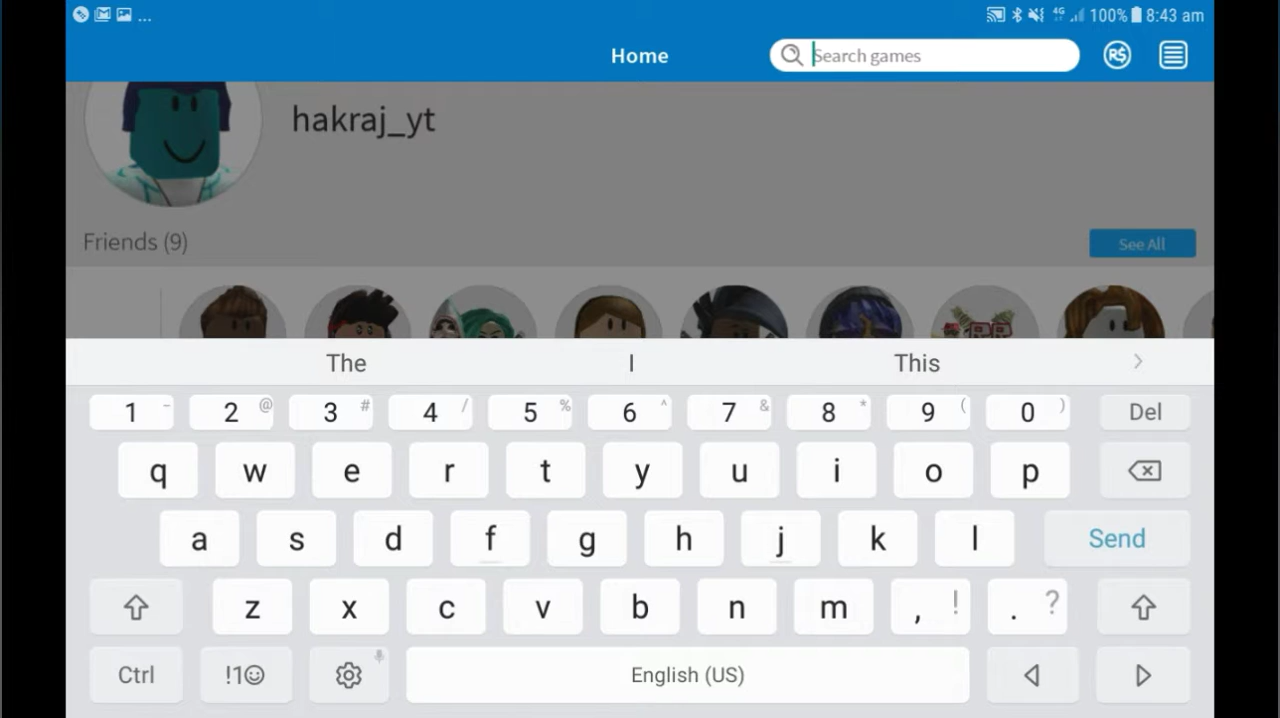 ... 4G 100% 8:43 am
Home Search games R$
hakraj_yt
Friends (9)
See All
The I This
1 - 2 @ 3 # 4 / 5 % 6 ^ 7 & 8 * 9 ( 0 ) Del
q w e r t y u i o p
a s d f g h j k l Send
z x c v b n m , ! . ?
Ctrl !1☺ English (US)